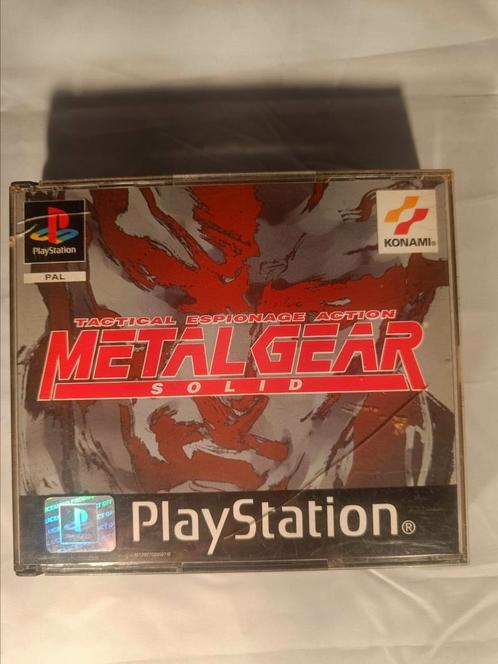 PlayStation
PAL
KONAMI®
TACTICAL ESPIONAGE ACTION
METAL GEAR
SOLID
PlayStation®